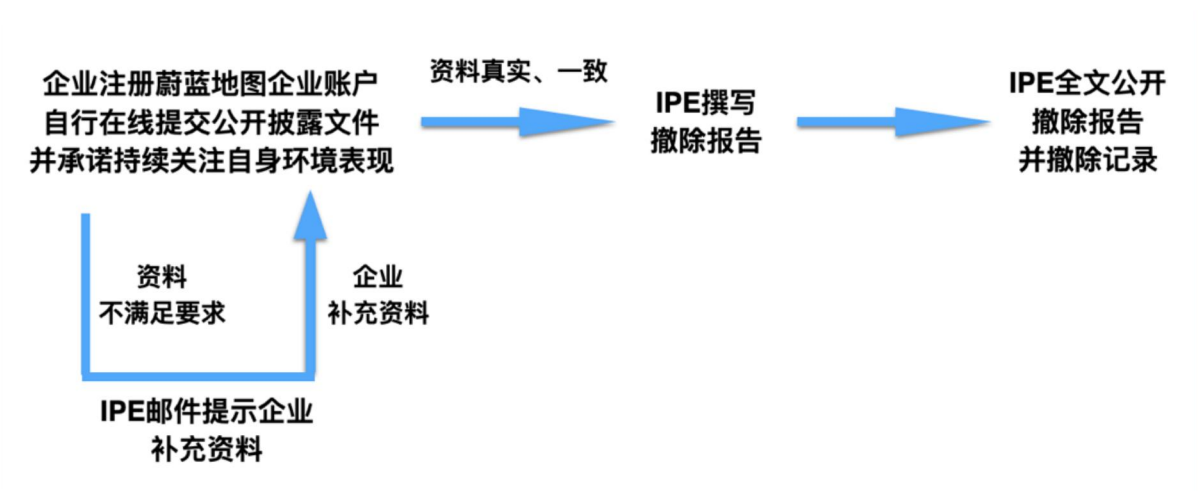 企业注册蔚蓝地图企业账户
自行在线提交公开披露文件
并承诺持续关注自身环境表现
资料真实、一致
IPE撰写
撤除报告
IPE全文公开
撤除报告
并撤除记录
资料
不满足要求
企业
补充资料
IPE邮件提示企业
补充资料